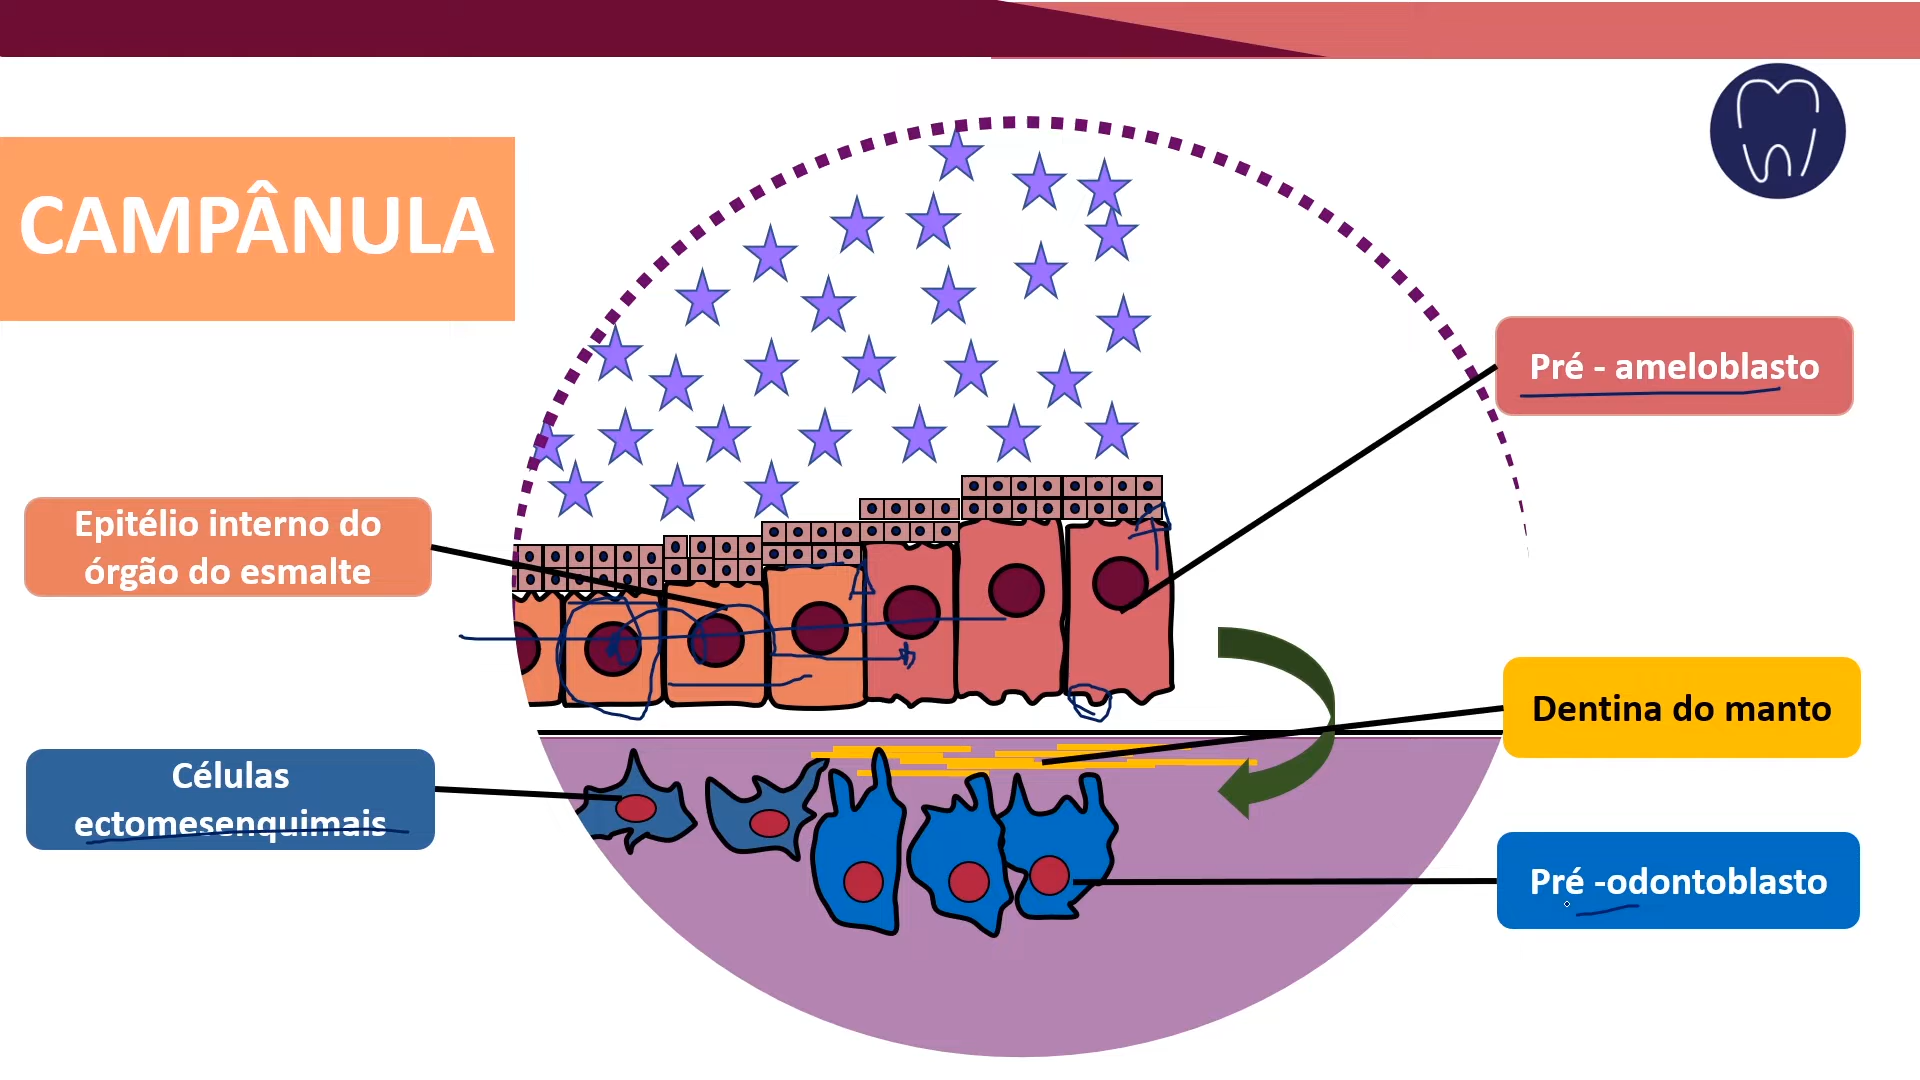 CAMPÂNULA
Pré - ameloblasto
Epitélio interno do
órgão do esmalte
Dentina do manto
Células
ectomesenquimais
Pré -odontoblasto